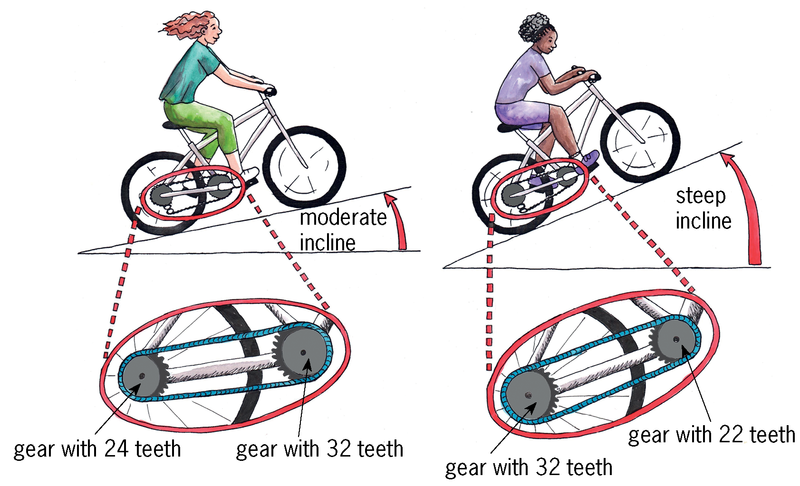 moderate
incline
steep
incline
gear with 24 teeth
gear with 32 teeth
gear with 32 teeth
gear with 22 teeth